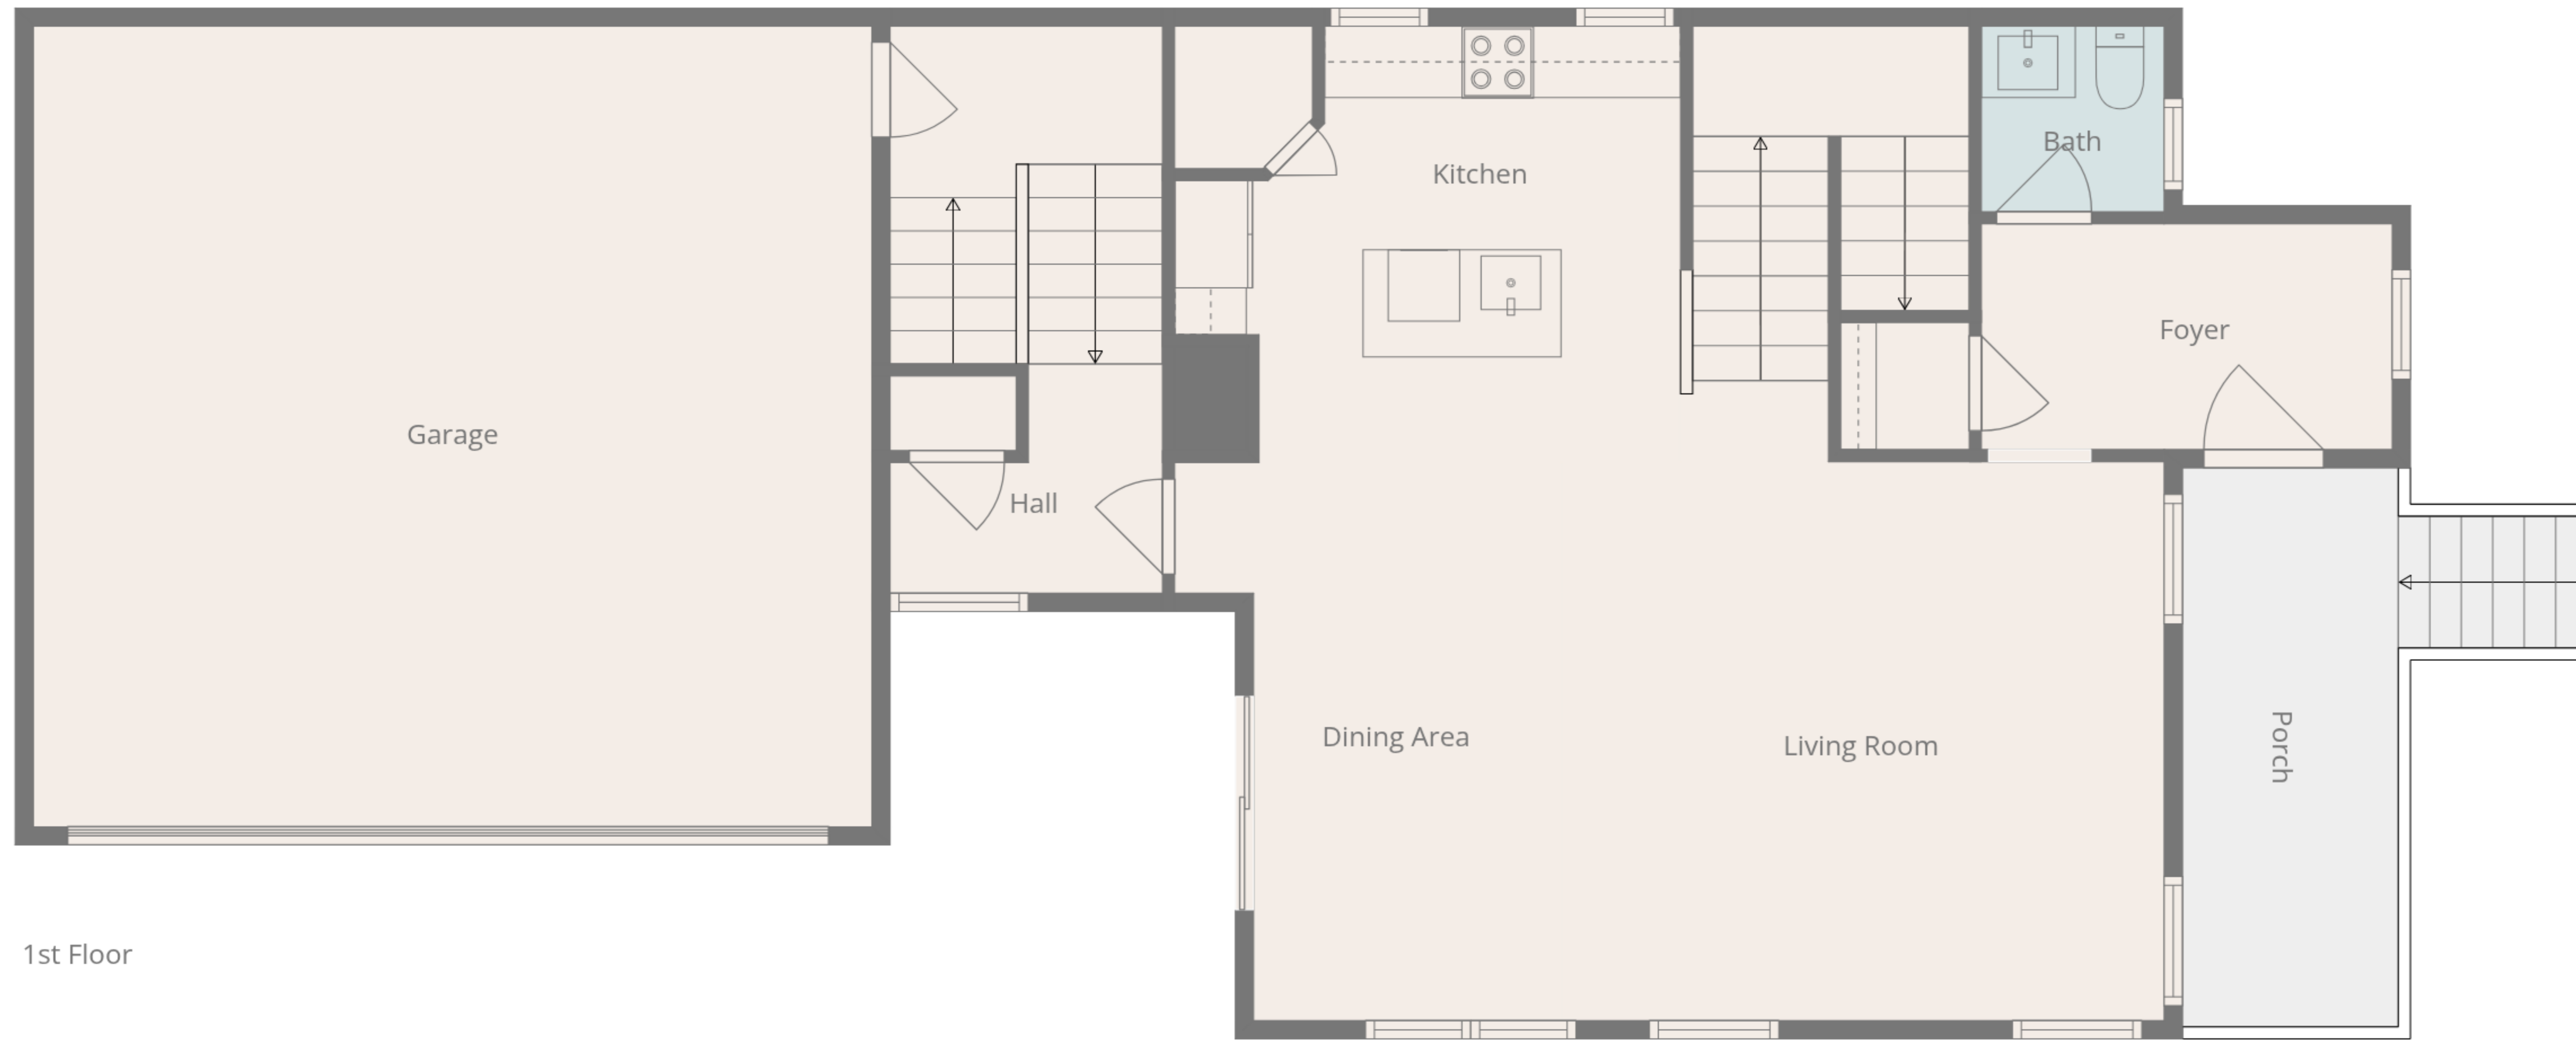 Bath
Kitchen
Foyer
Garage
Hall
Dining Area
Living Room
Porch
1st Floor